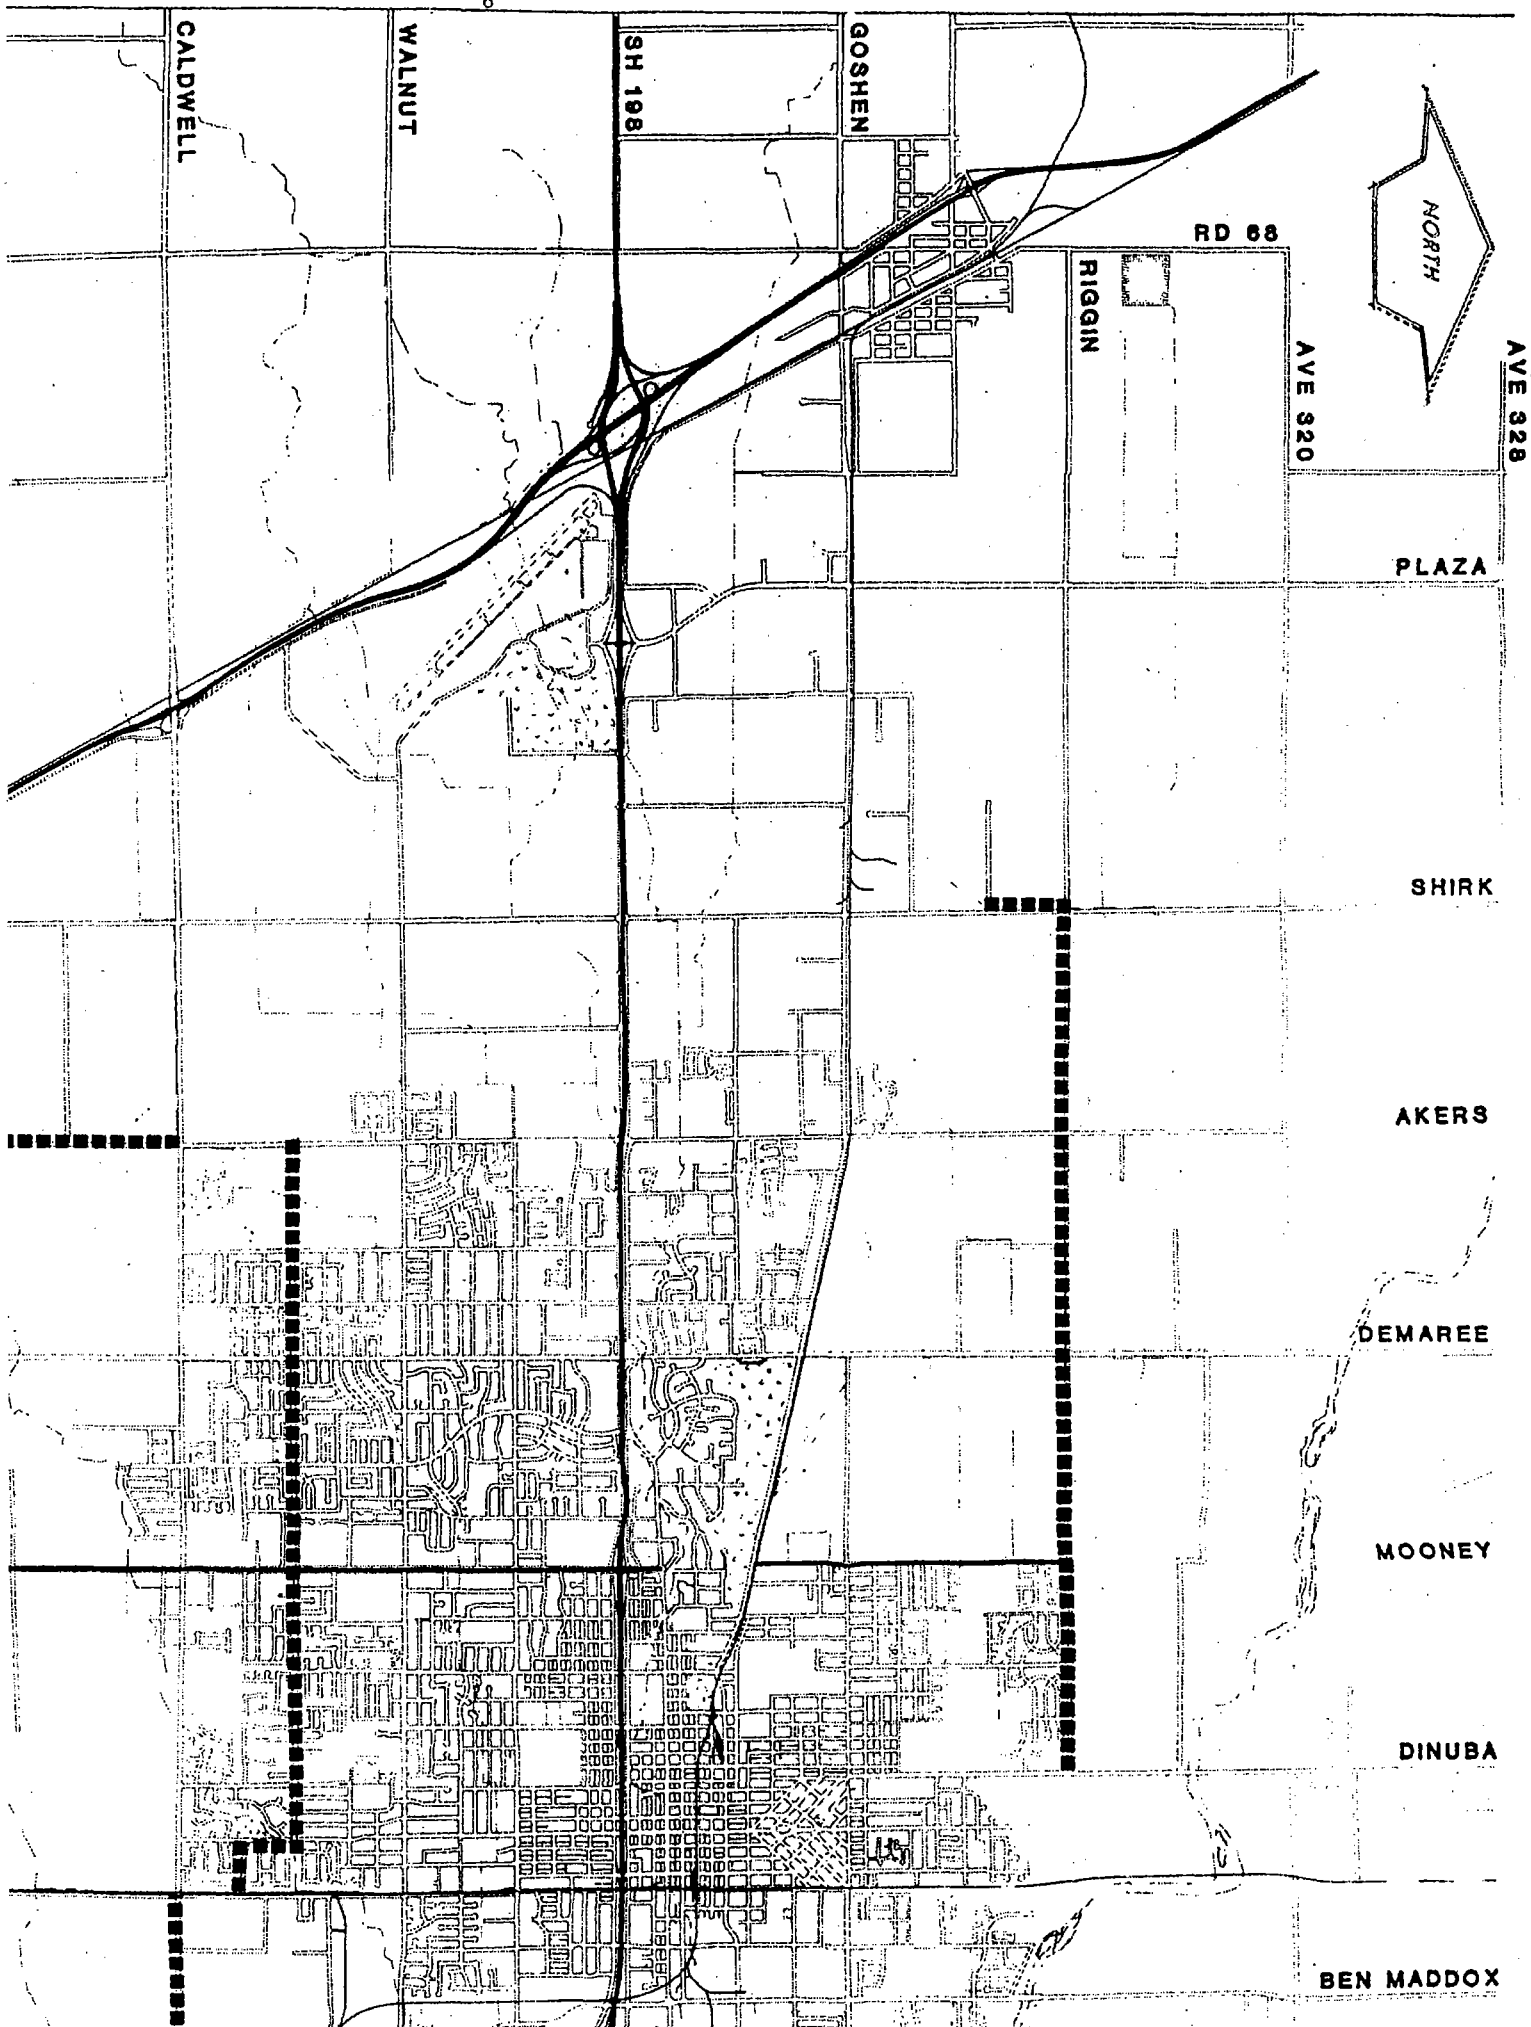 CALDWELL
WALNUT
SH 198
GOSHEN
NORTH
RD 68
RIGGIN
AVE 320
AVE 328
PLAZA
SHIRK
AKERS
DEMAREE
MOONEY
DINUBA
BEN MADDOX